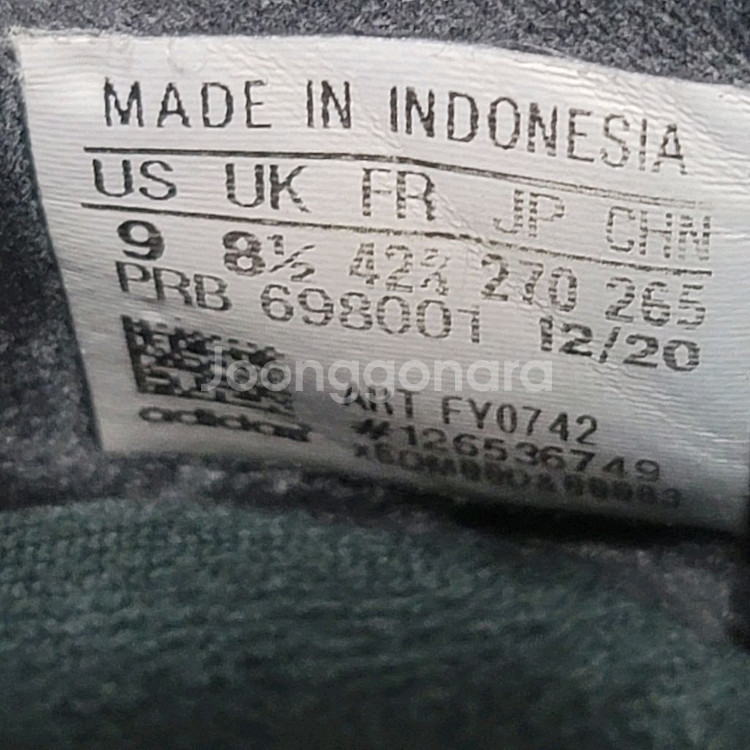 MADE IN INDONESIA
US UK FR JP CHN
9 8½ 42⅔ 270 265
PRB 698001 12/20
Joonggonara
ART FY0742
adidas
#126536749